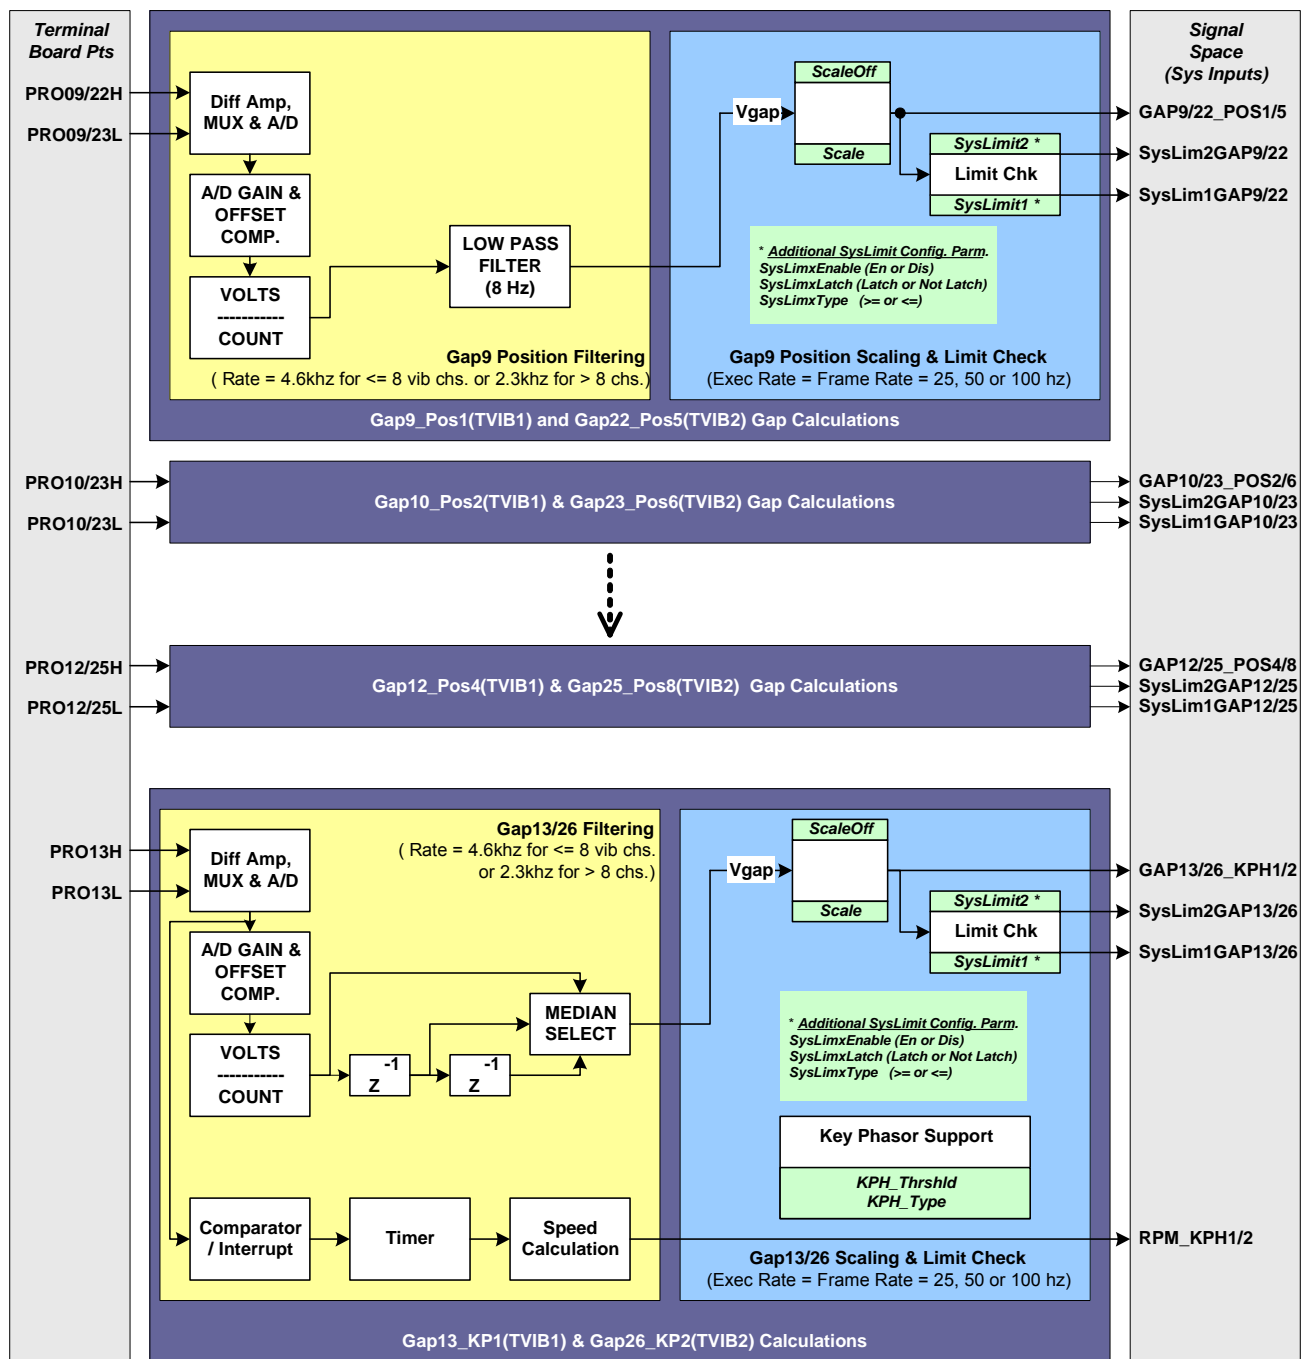 Terminal
Board Pts
Signal
Space
(Sys Inputs)
PRO09/22H
PRO09/23L
Diff Amp,
MUX & A/D
A/D GAIN &
OFFSET
COMP.
VOLTS
-----------
COUNT
LOW PASS
FILTER
(8 Hz)
Gap9 Position Filtering
( Rate = 4.6khz for <= 8 vib chs. or 2.3khz for > 8 chs.)
Vgap
ScaleOff
Scale
SysLimit2 *
Limit Chk
SysLimit1 *
* Additional SysLimit Config. Parm.
SysLimxEnable (En or Dis)
SysLimxLatch (Latch or Not Latch)
SysLimxType (>= or <=)
Gap9 Position Scaling & Limit Check
(Exec Rate = Frame Rate = 25, 50 or 100 hz)
GAP9/22_POS1/5
SysLim2GAP9/22
SysLim1GAP9/22
Gap9_Pos1(TVIB1) and Gap22_Pos5(TVIB2) Gap Calculations
PRO10/23H
PRO10/23L
Gap10_Pos2(TVIB1) & Gap23_Pos6(TVIB2) Gap Calculations
GAP10/23_POS2/6
SysLim2GAP10/23
SysLim1GAP10/23
PRO12/25H
PRO12/25L
Gap12_Pos4(TVIB1) & Gap25_Pos8(TVIB2) Gap Calculations
GAP12/25_POS4/8
SysLim2GAP12/25
SysLim1GAP12/25
PRO13H
PRO13L
Diff Amp,
MUX & A/D
Gap13/26 Filtering
( Rate = 4.6khz for <= 8 vib chs.
or 2.3khz for > 8 chs.)
A/D GAIN &
OFFSET
COMP.
VOLTS
-----------
COUNT
Z -1
Z -1
MEDIAN
SELECT
Comparator
/ Interrupt
Timer
Speed
Calculation
Vgap
ScaleOff
Scale
SysLimit2 *
Limit Chk
SysLimit1 *
* Additional SysLimit Config. Parm.
SysLimxEnable (En or Dis)
SysLimxLatch (Latch or Not Latch)
SysLimxType (>= or <=)
Key Phasor Support
KPH_Thrshld
KPH_Type
Gap13/26 Scaling & Limit Check
(Exec Rate = Frame Rate = 25, 50 or 100 hz)
GAP13/26_KPH1/2
SysLim2GAP13/26
SysLim1GAP13/26
RPM_KPH1/2
Gap13_KP1(TVIB1) & Gap26_KP2(TVIB2) Calculations